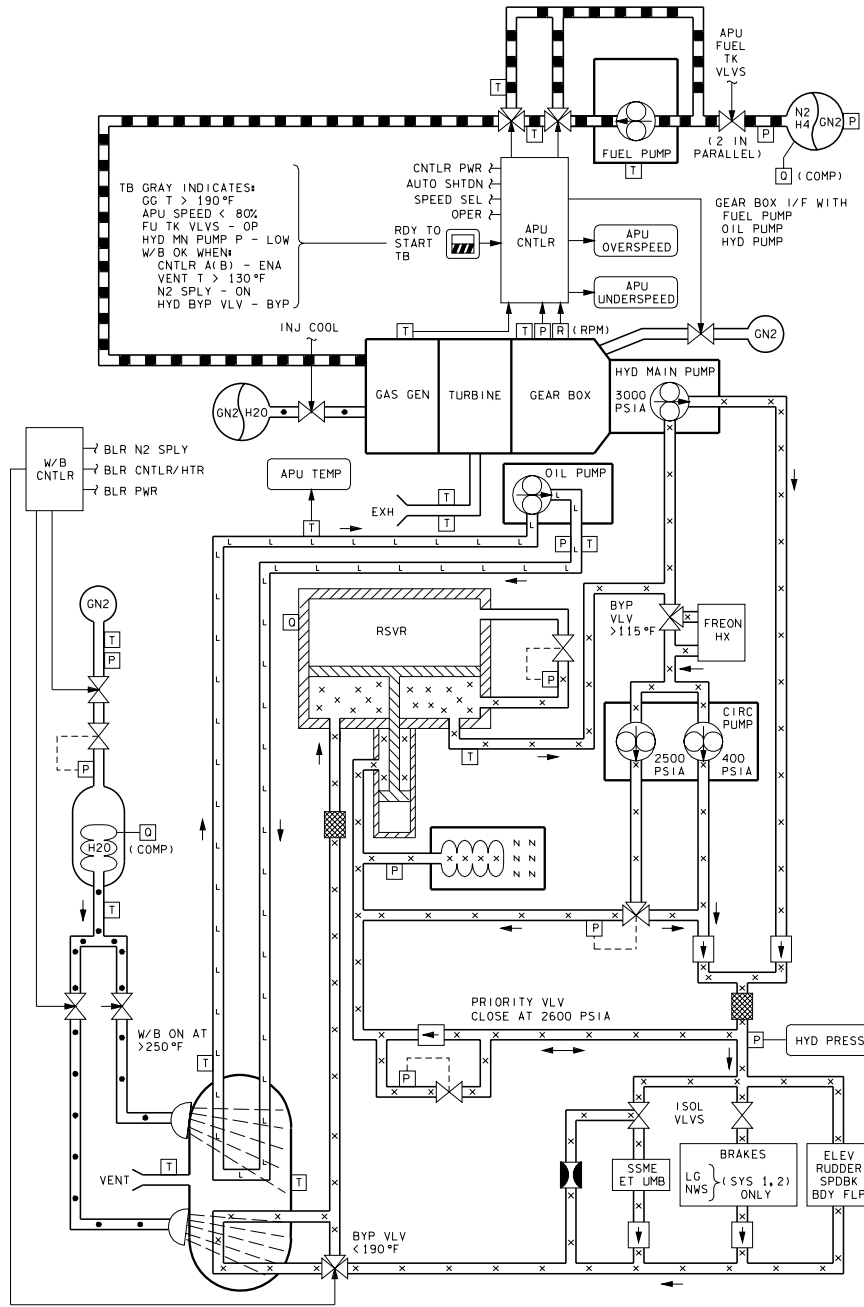 APU
FUEL
TK
VLVS
N2
H4
GN2
P
T
T
P
(2 IN
PARALLEL)
FUEL PUMP
T
Q (COMP)
CNTLR PWR
AUTO SHTDN
SPEED SEL
OPER
APU
CNTLR
GEAR BOX I/F WITH
FUEL PUMP
OIL PUMP
HYD PUMP
TB GRAY INDICATES:
GG T > 190°F
APU SPEED < 80%
FU TK VLVS - OP
HYD MN PUMP P - LOW
W/B OK WHEN:
CNTLR A(B) - ENA
VENT T > 130°F
N2 SPLY - ON
HYD BYP VLV - BYP
RDY TO
START
TB
APU
OVERSPEED
APU
UNDERSPEED
INJ COOL
T
T P R (RPM)
GN2
GAS GEN
TURBINE
GEAR BOX
HYD MAIN PUMP
3000
PSIA
GN2 H2O
W/B
CNTLR
BLR N2 SPLY
BLR CNTLR/HTR
BLR PWR
APU TEMP
T
EXH
T
T
OIL PUMP
L
P T
GN2
T
P
Q
RSVR
P
BYP
VLV
>115°F
FREON
HX
CIRC
PUMP
2500
PSIA
400
PSIA
T
P
H2O
Q
(COMP)
T
P
N N
N N
N N
P
W/B ON AT
>250°F
T
PRIORITY VLV
CLOSE AT 2600 PSIA
P
P
HYD PRESS
ISOL
VLVS
VENT
T
T
SSME
ET UMB
BRAKES
LG
NWS
(SYS 1,2)
ONLY
ELEV
RUDDER
SPDBK
BDY FLP
BYP VLV
<190°F